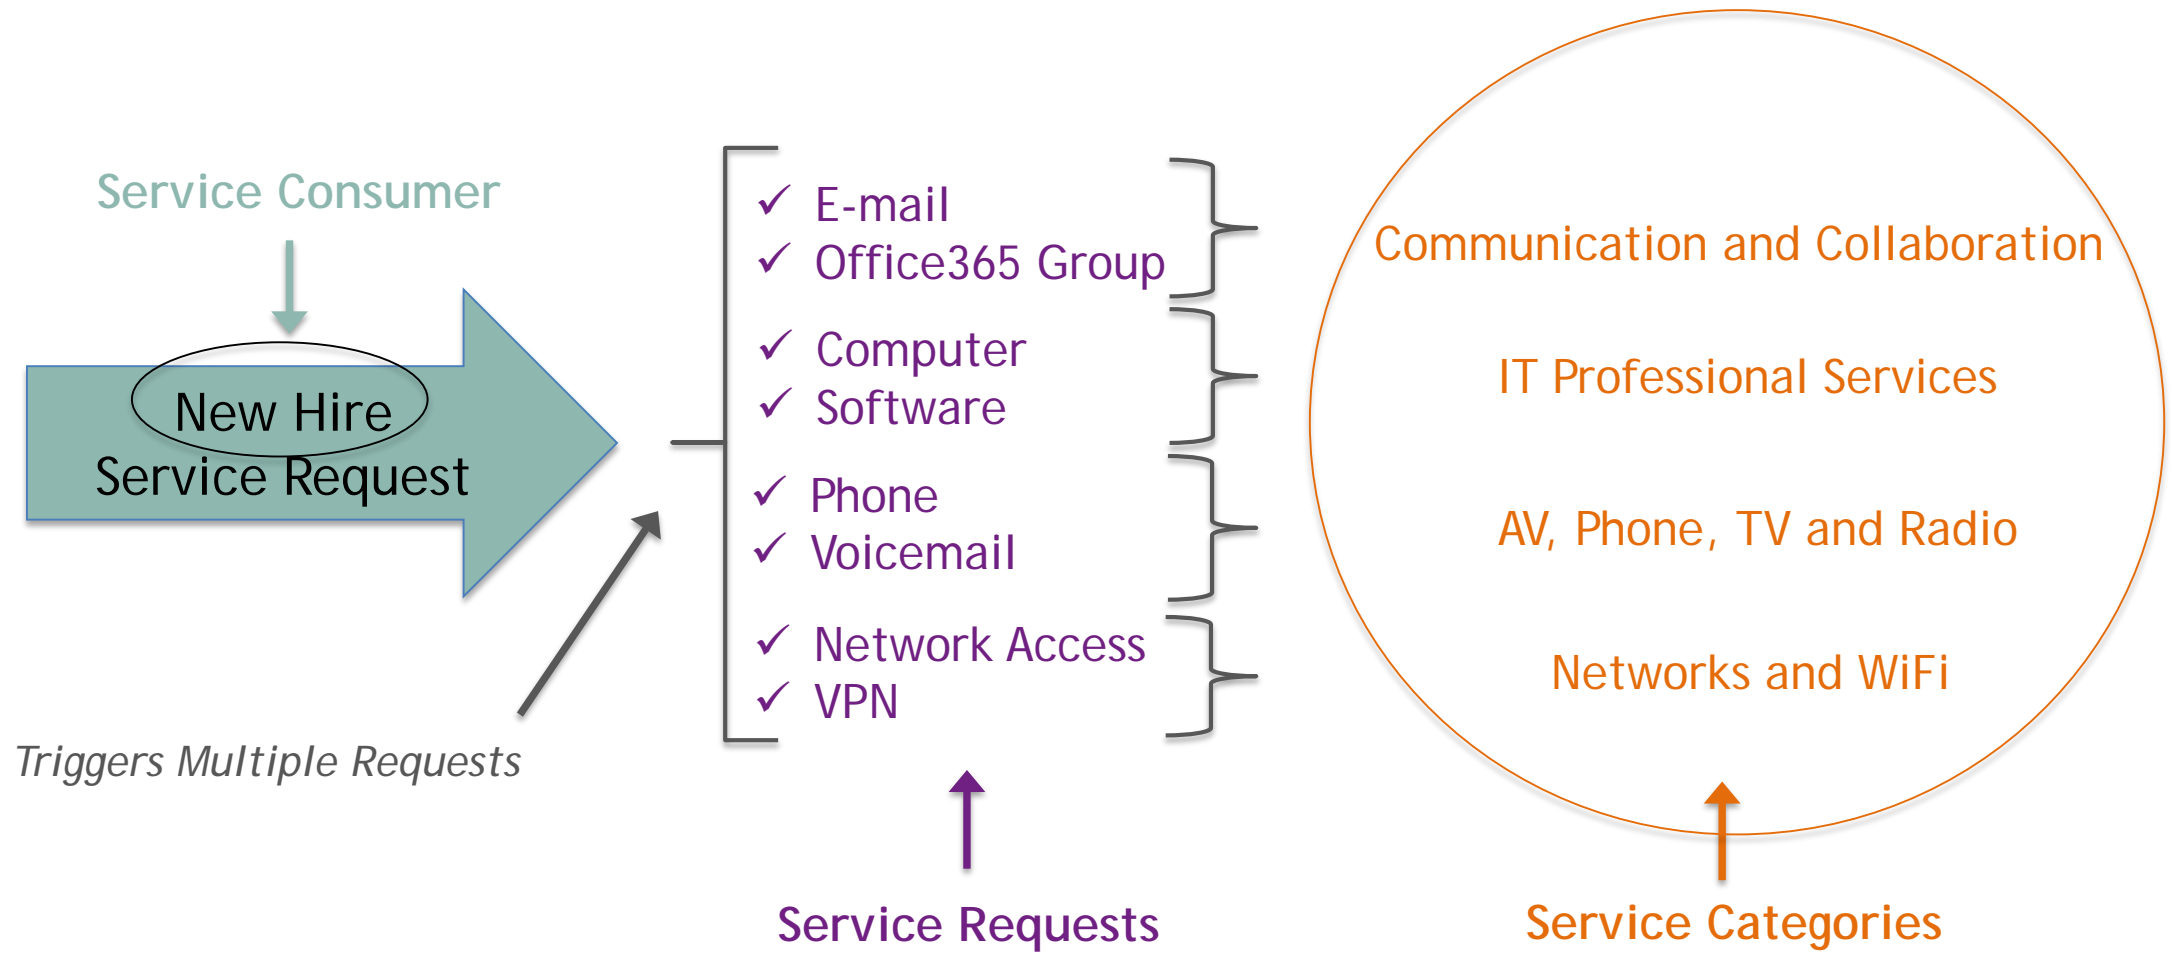 Service Consumer
New Hire
Service Request
Triggers Multiple Requests
E-mail
Office365 Group
Computer
Software
Phone
Voicemail
Network Access
VPN
Service Requests
Communication and Collaboration
IT Professional Services
AV, Phone, TV and Radio
Networks and WiFi
Service Categories